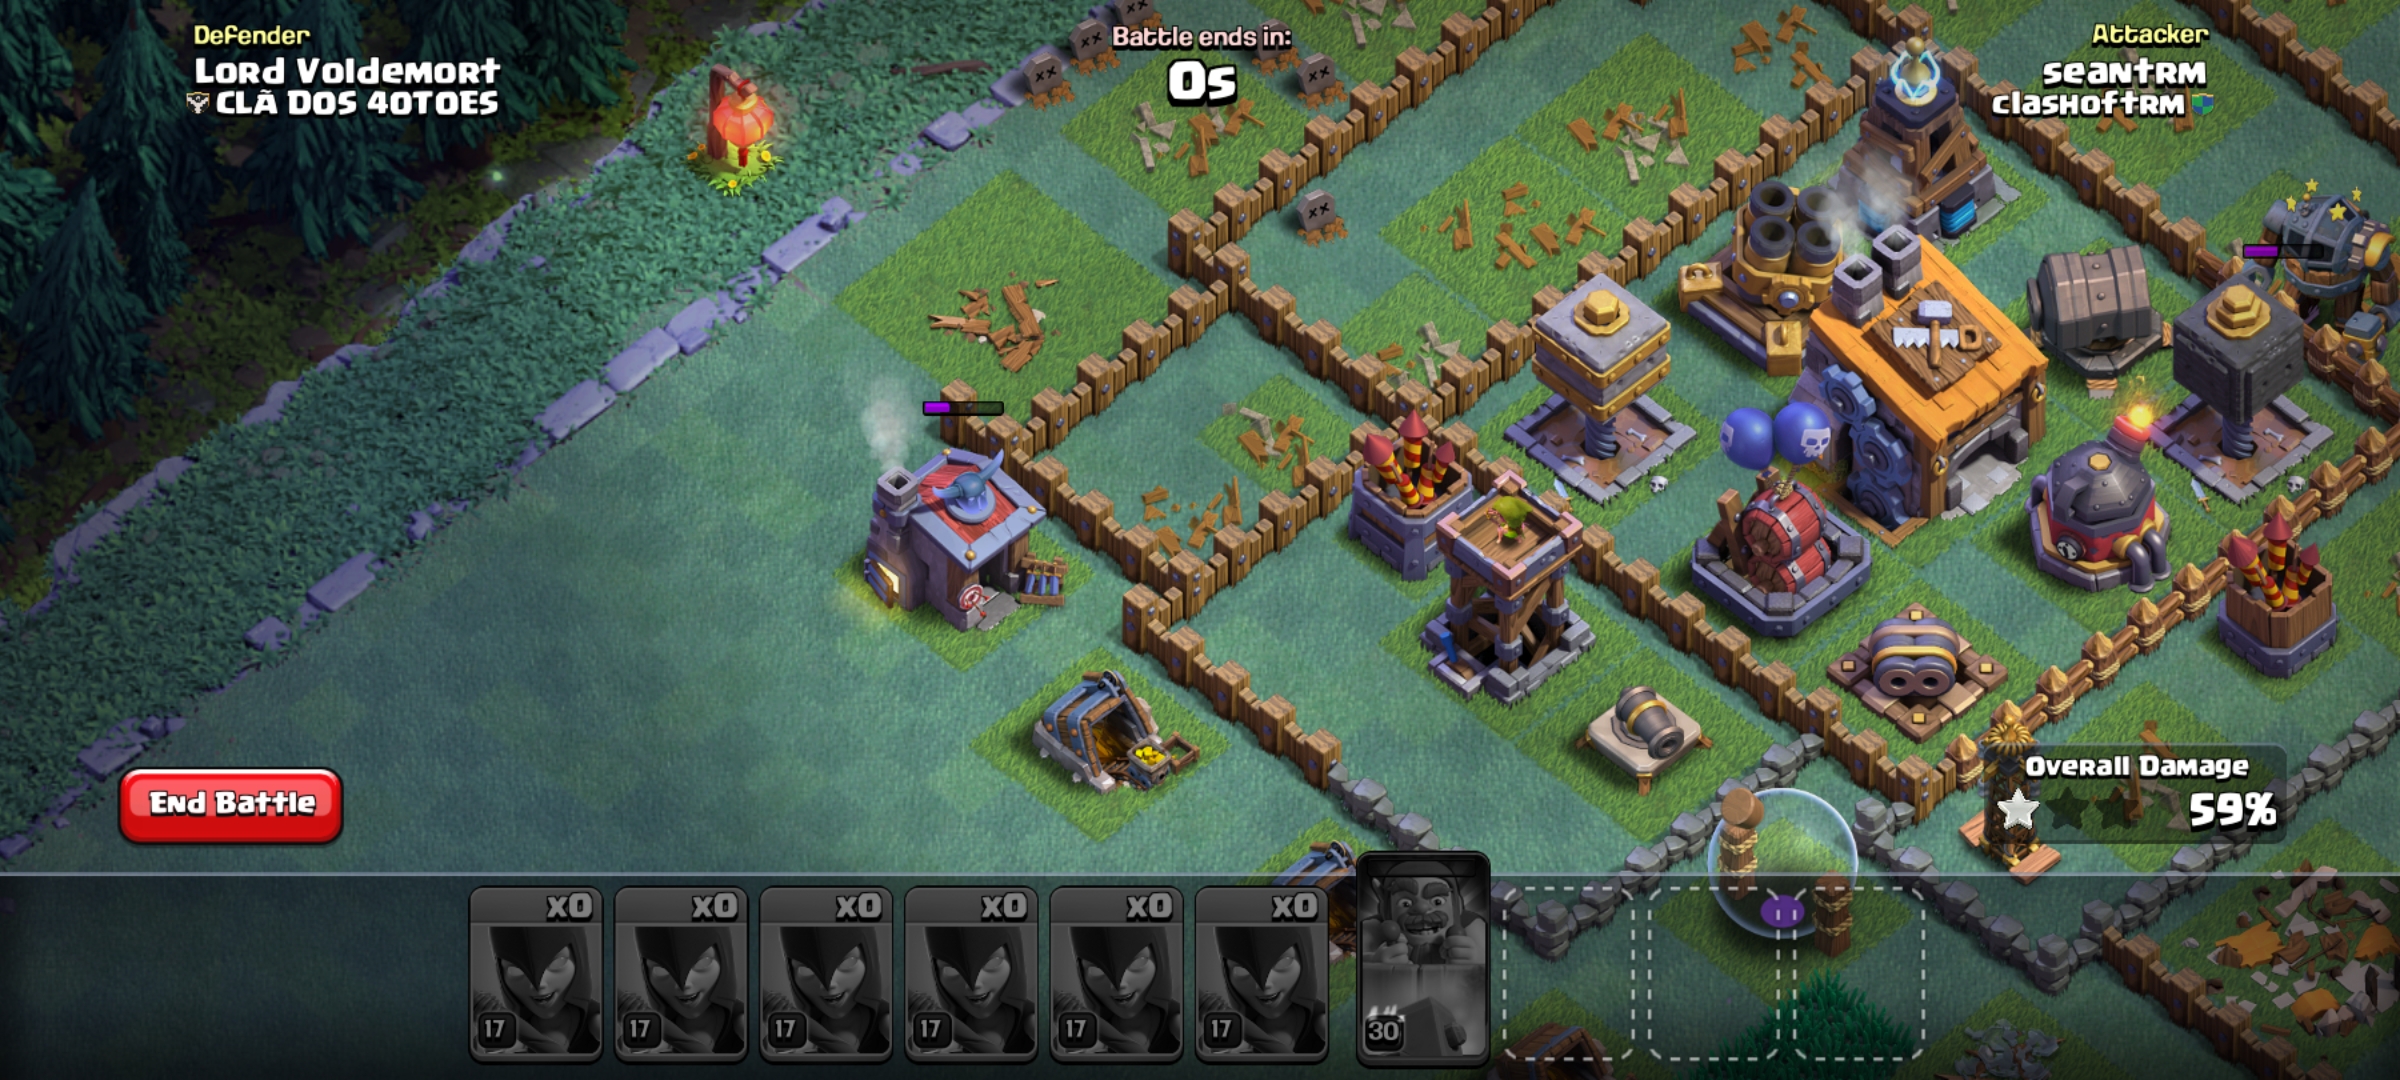 Defender
Lord Voldemort
CLÃ DOS 40TOES
Battle ends in:
0s
Attacker
seantRM
clashoftRM
End Battle
Overall Damage
59%
x0
x0
x0
x0
x0
x0
17
17
17
17
17
17
30